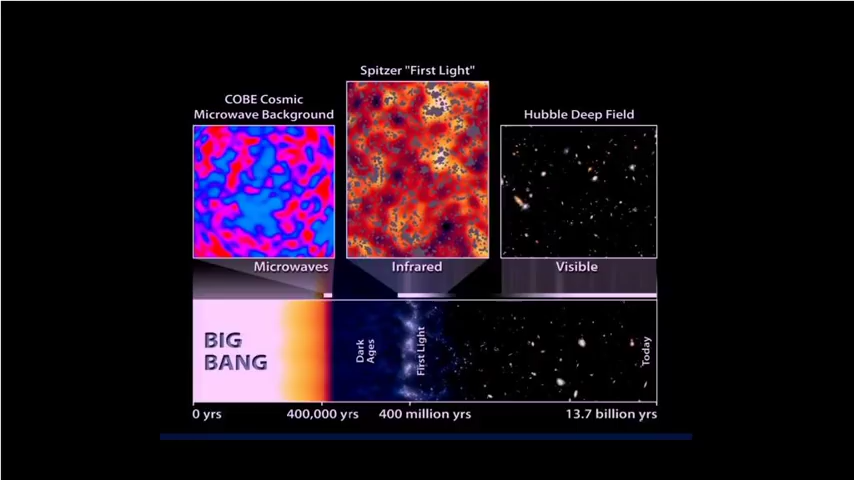 Spitzer "First Light"
COBE Cosmic
Microwave Background
Hubble Deep Field
Microwaves
Infrared
Visible
BIG
BANG
Dark
Ages
First Light
Today
0 yrs
400,000 yrs
400 million yrs
13.7 billion yrs